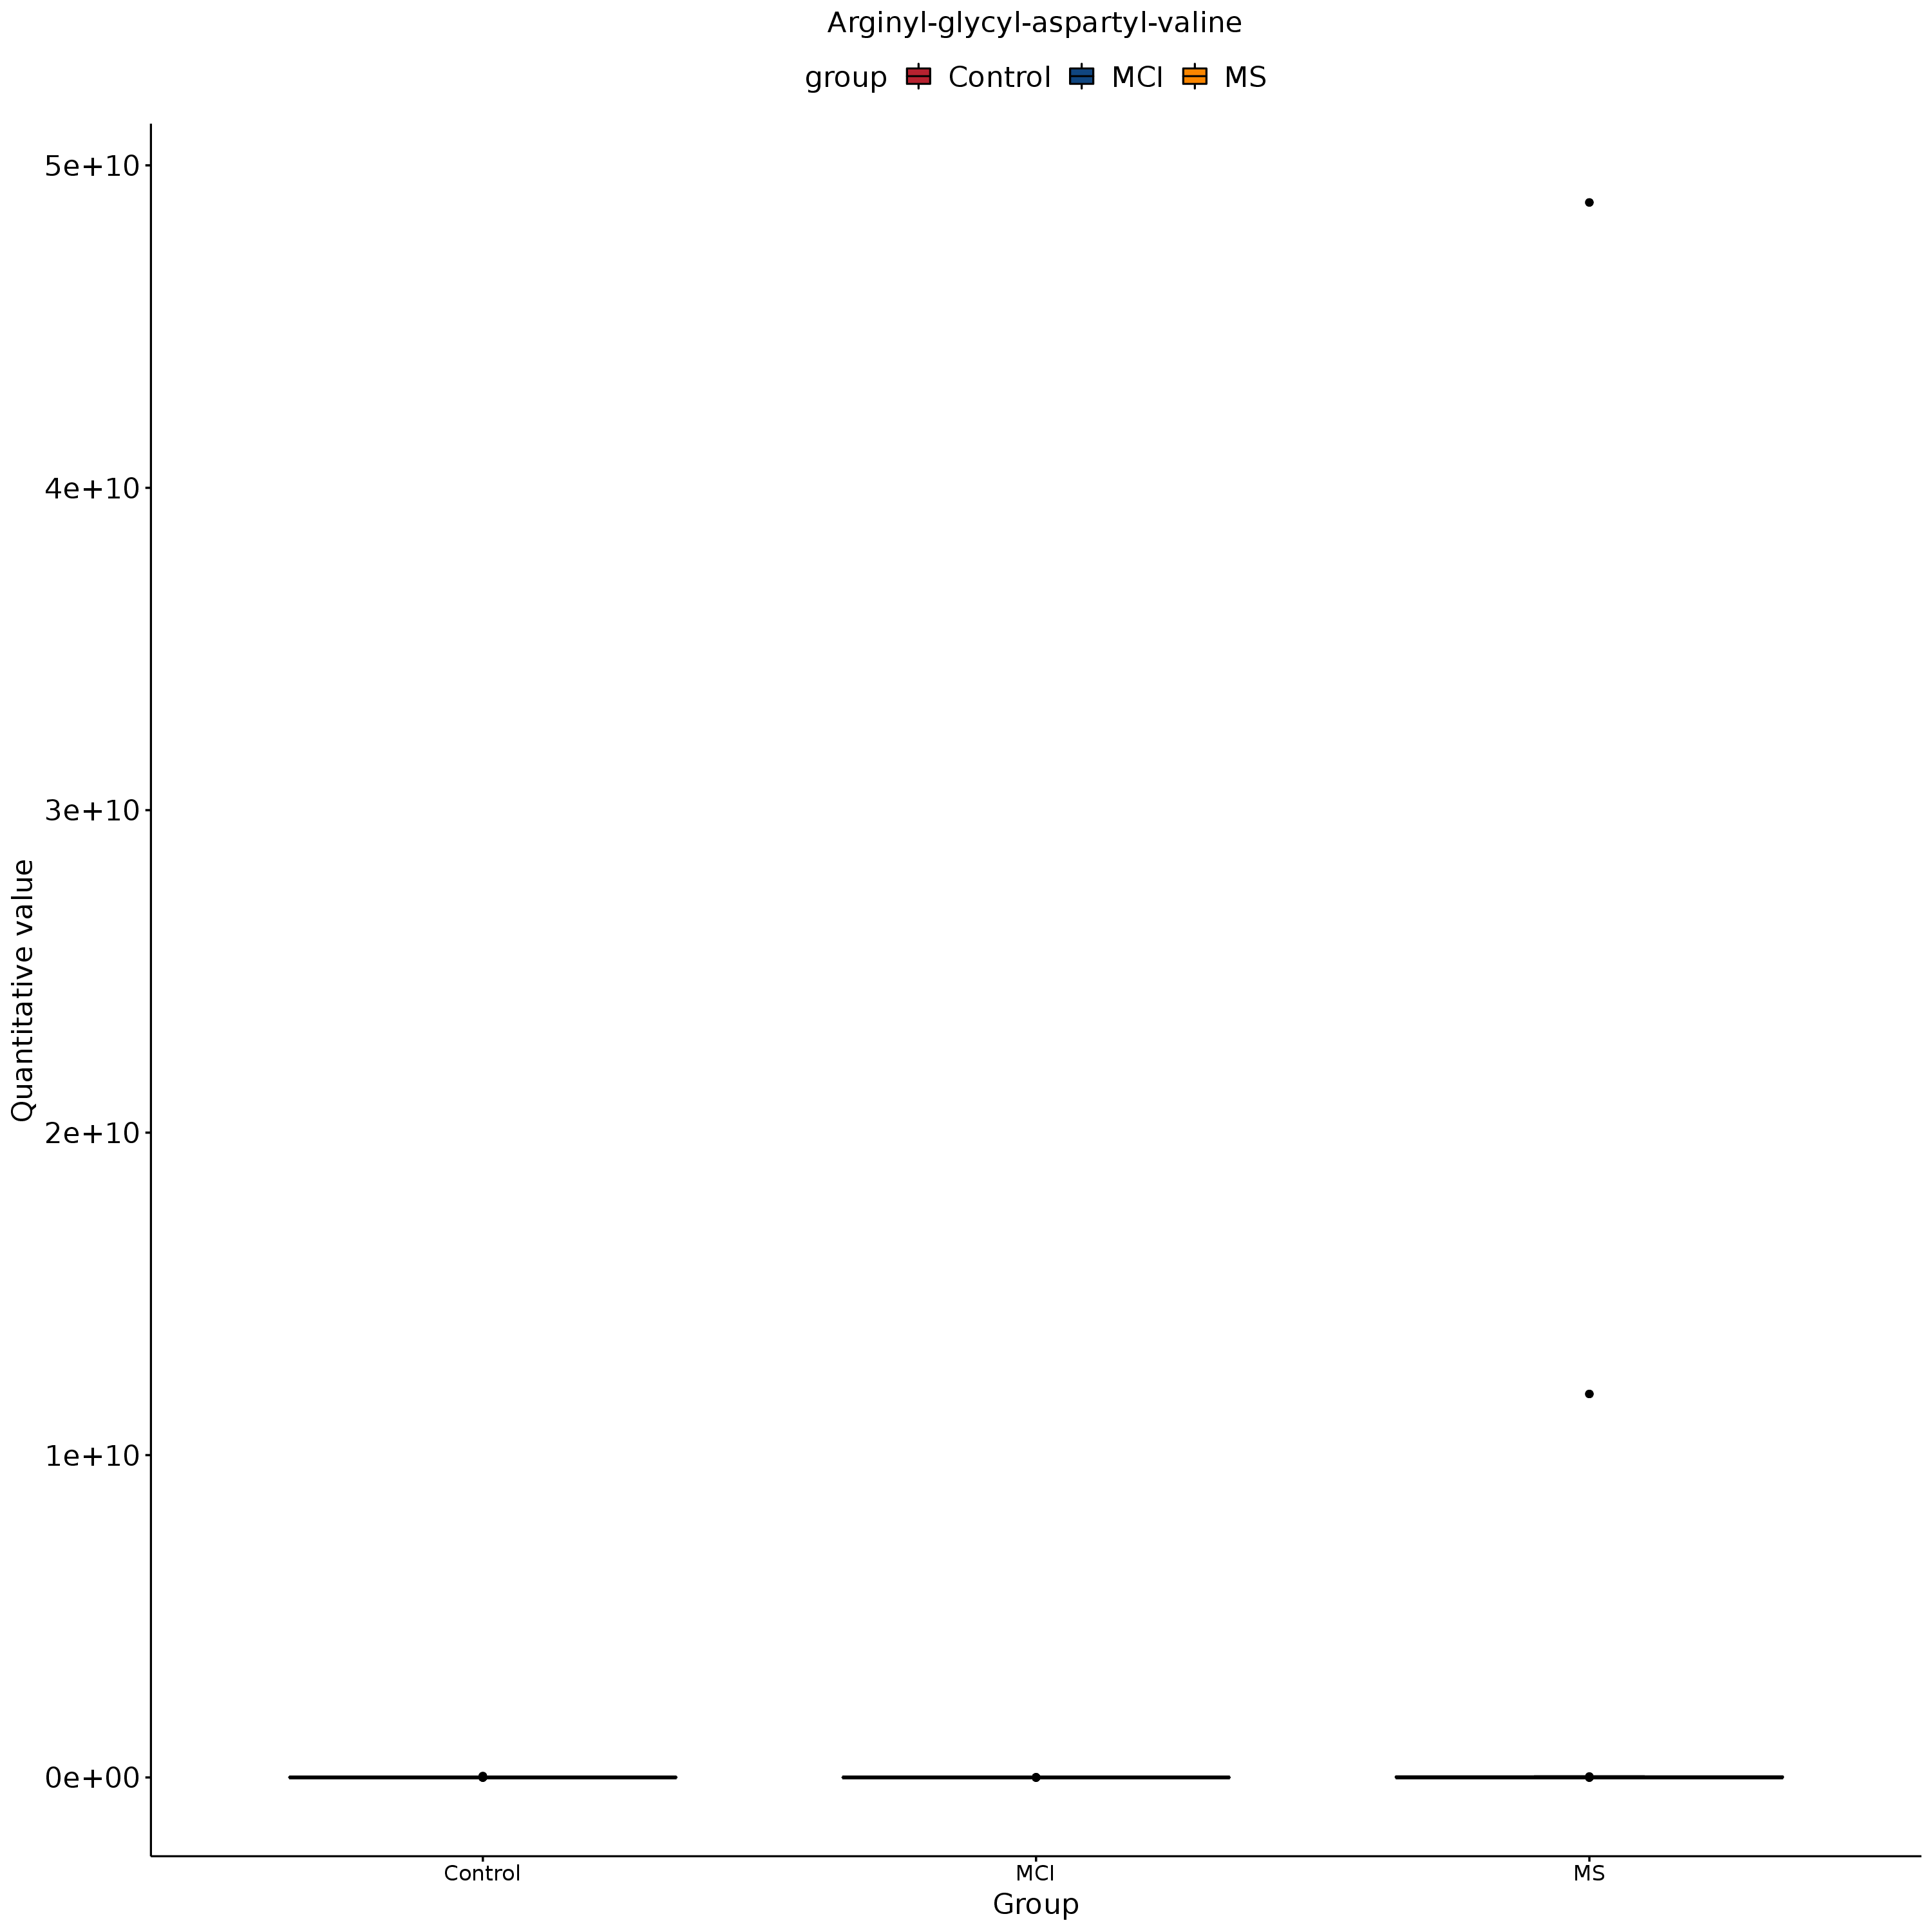 Arginyl-glycyl-aspartyl-valine
group Control MCI MS
5e+10
4e+10
3e+10
2e+10
1e+10
0e+00
Quantitative value
Control MCI MS
Group